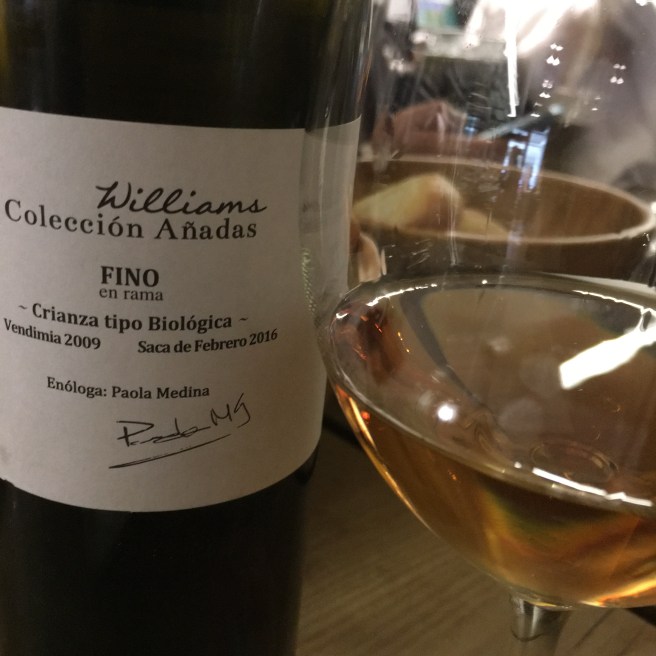 Williams
Colección Añadas
FINO
en rama
~ Crianza tipo Biológica ~
Vendimia 2009 Saca de Febrero 2016
Enóloga: Paola Medina